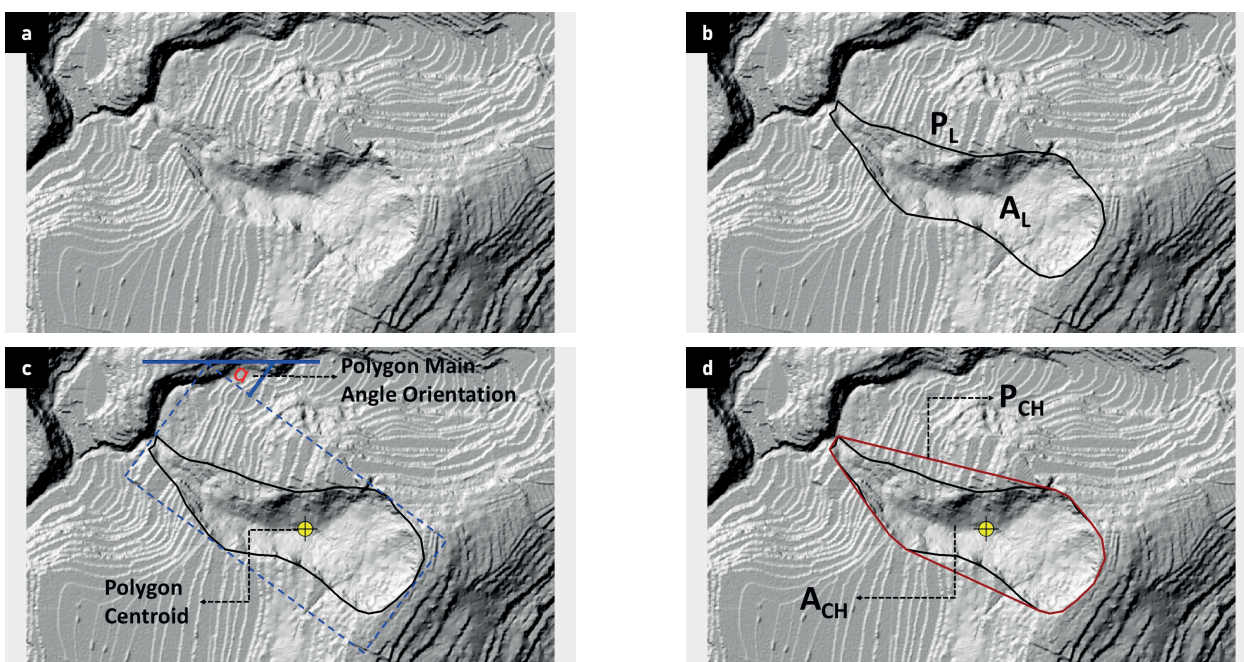 a
b
P_L
A_L
c
α
Polygon Main
Angle Orientation
Polygon
Centroid
d
P_CH
A_CH